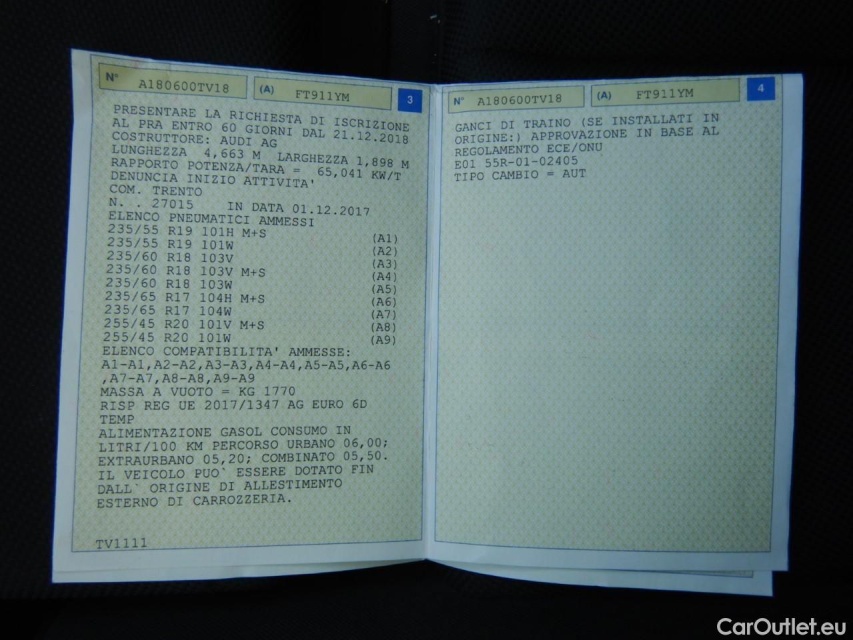 N° A180600TV18 (A) FT911YM 3
PRESENTARE LA RICHIESTA DI ISCRIZIONE
AL PRA ENTRO 60 GIORNI DAL 21.12.2018
COSTRUTTORE: AUDI AG
LUNGHEZZA 4,663 M LARGHEZZA 1,898 M
RAPPORTO POTENZA/TARA = 65,041 KW/T
DENUNCIA INIZIO ATTIVITA'
COM. TRENTO
N. . 27015 IN DATA 01.12.2017
ELENCO PNEUMATICI AMMESSI
235/55 R19 101H M+S (A1)
235/55 R19 101W (A2)
235/60 R18 103V (A3)
235/60 R18 103V M+S (A4)
235/60 R18 103W (A5)
235/65 R17 104H M+S (A6)
235/65 R17 104W (A7)
255/45 R20 101V M+S (A8)
255/45 R20 101W (A9)
ELENCO COMPATIBILITA' AMMESSE:
A1-A1,A2-A2,A3-A3,A4-A4,A5-A5,A6-A6
,A7-A7,A8-A8,A9-A9
MASSA A VUOTO = KG 1770
RISP REG UE 2017/1347 AG EURO 6D
TEMP
ALIMENTAZIONE GASOL CONSUMO IN
LITRI/100 KM PERCORSO URBANO 06,00;
EXTRAURBANO 05,20; COMBINATO 05,50.
IL VEICOLO PUO` ESSERE DOTATO FIN
DALL` ORIGINE DI ALLESTIMENTO
ESTERNO DI CARROZZERIA.
TV1111
N° A180600TV18 (A) FT911YM 4
GANCI DI TRAINO (SE INSTALLATI IN
ORIGINE:) APPROVAZIONE IN BASE AL
REGOLAMENTO ECE/ONU
E01 55R-01-02405
TIPO CAMBIO = AUT
CarOutlet.eu